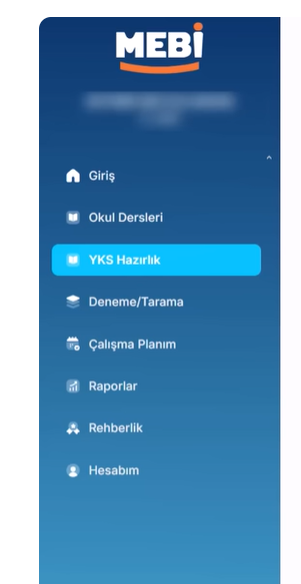 MEBİ
Giriş
Okul Dersleri
YKS Hazırlık
Deneme/Tarama
Çalışma Planım
Raporlar
Rehberlik
Hesabım